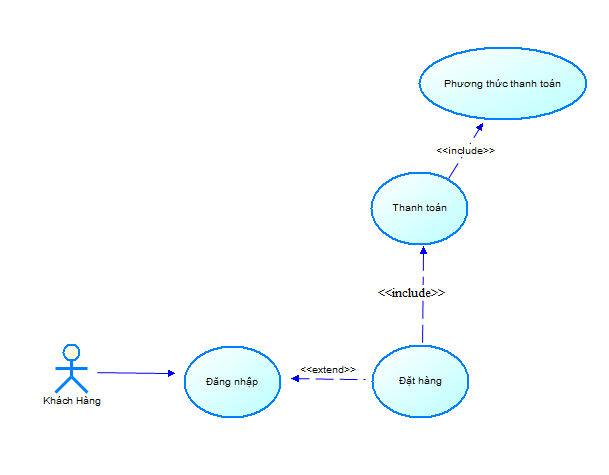 Phương thức thanh toán
<<include>>
Thanh toán
<<include>>
<<extend>>
Đăng nhập
Đặt hàng
Khách Hàng